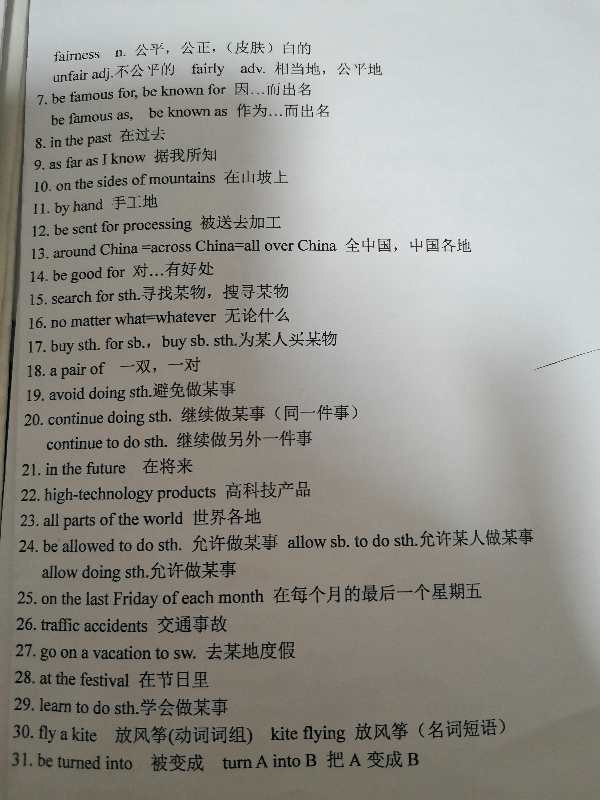 fairness n. 公平，公正，（皮肤）白的
unfair adj.不公平的 fairly adv. 相当地，公平地
7. be famous for, be known for 因…而出名
be famous as, be known as 作为…而出名
8. in the past 在过去
9. as far as I know 据我所知
10. on the sides of mountains 在山坡上
11. by hand 手工地
12. be sent for processing 被送去加工
13. around China =across China=all over China 全中国，中国各地
14. be good for 对…有好处
15. search for sth.寻找某物，搜寻某物
16. no matter what=whatever 无论什么
17. buy sth. for sb.，buy sb. sth.为某人买某物
18. a pair of 一双，一对
19. avoid doing sth.避免做某事
20. continue doing sth. 继续做某事（同一件事）
continue to do sth. 继续做另外一件事
21. in the future 在将来
22. high-technology products 高科技产品
23. all parts of the world 世界各地
24. be allowed to do sth. 允许做某事 allow sb. to do sth.允许某人做某事
allow doing sth.允许做某事
25. on the last Friday of each month 在每个月的最后一个星期五
26. traffic accidents 交通事故
27. go on a vacation to sw. 去某地度假
28. at the festival 在节日里
29. learn to do sth.学会做某事
30. fly a kite 放风筝(动词词组) kite flying 放风筝（名词短语）
31. be turned into 被变成 turn A into B 把 A 变成 B